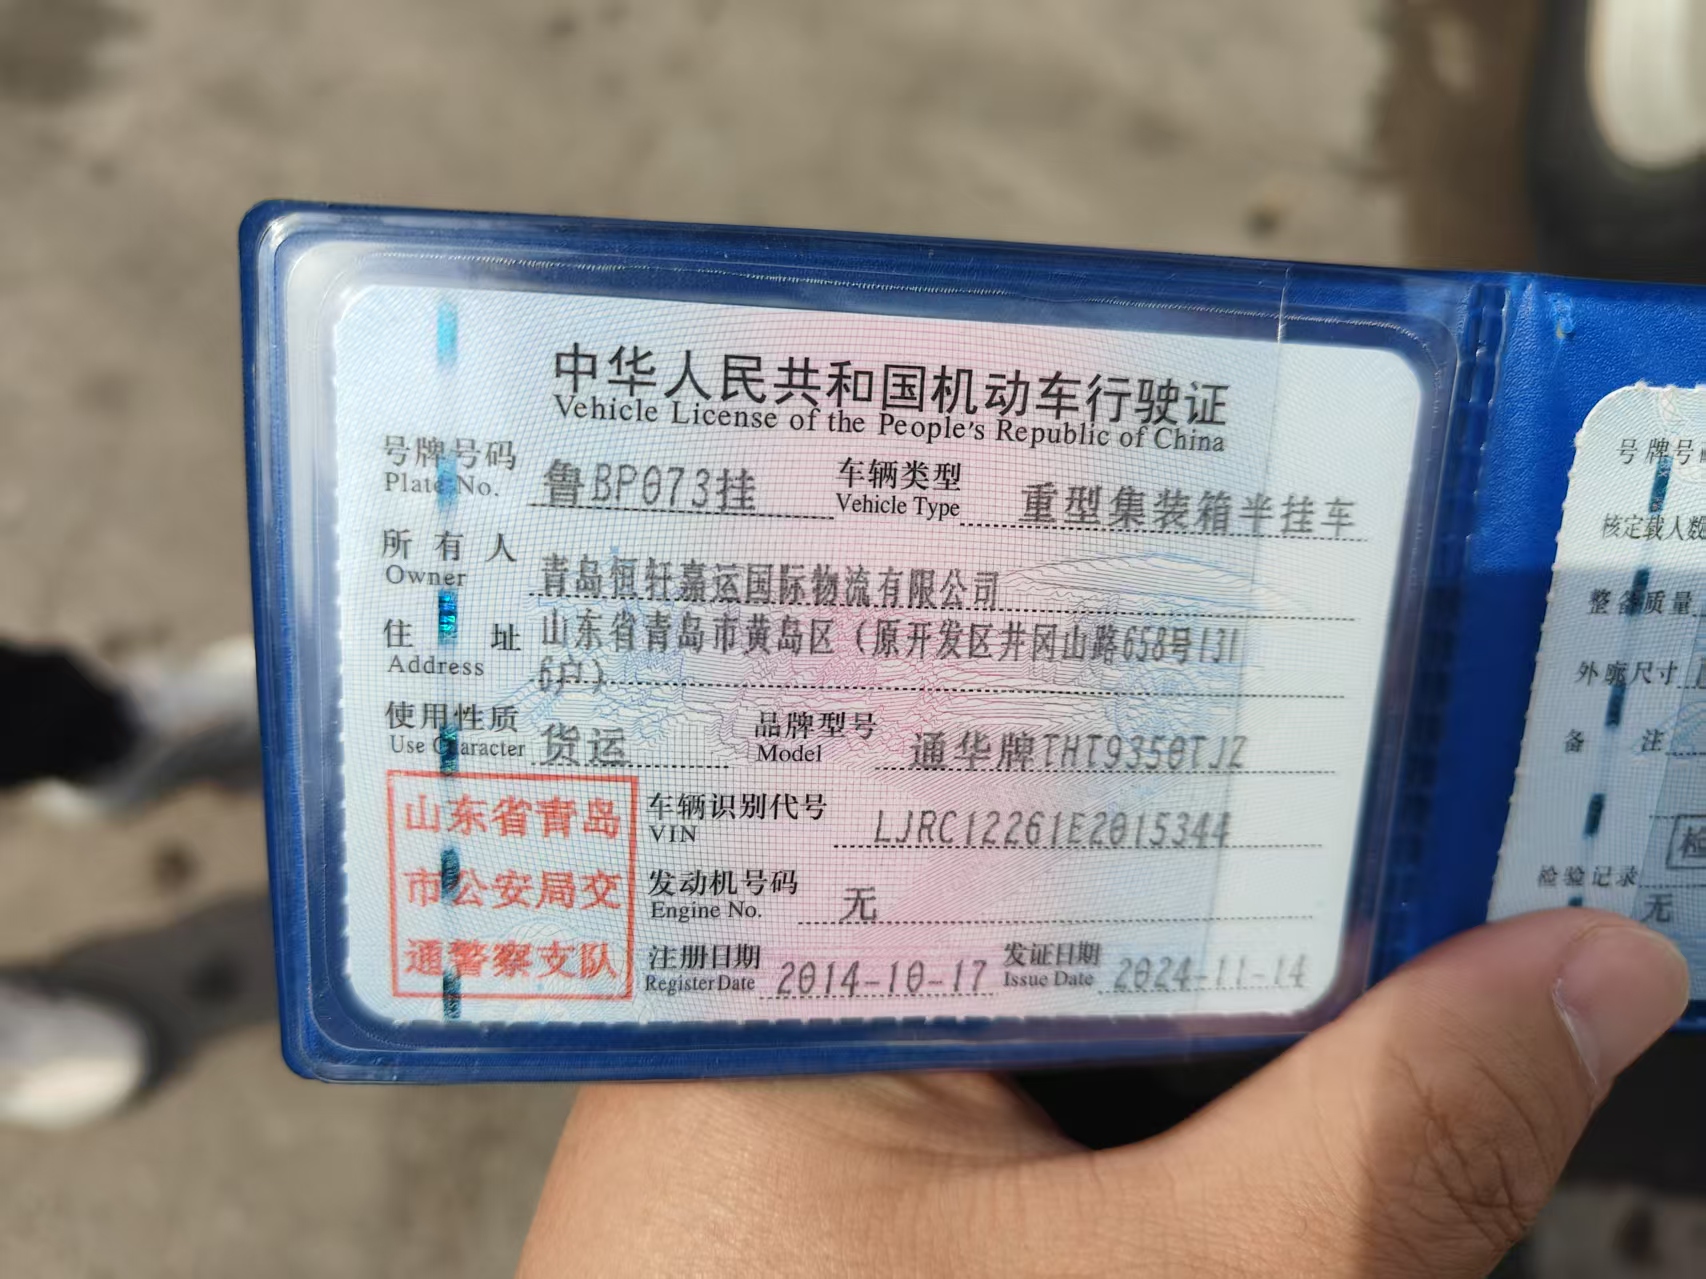 中华人民共和国机动车行驶证
Vehicle License of the People's Republic of China
号牌号码 鲁BP073挂 车辆类型 重型集装箱半挂车
Plate No. Vehicle Type
所有人 青岛恒轩嘉运国际物流有限公司
Owner
住址 山东省青岛市黄岛区（原开发区井冈山路658号131
Address 6户）
使用性质 货运 品牌型号 通华牌THT9350TJZ
Use Character Model
山东省青岛
市公安局交
通警察支队
车辆识别代号 LJRC12261E2015344
VIN
发动机号码 无
Engine No.
注册日期 2014-10-17 发证日期 2024-11-14
Register Date Issue Date
号牌号
核定载人数
整备质量
外廓尺寸
备注
检验记录
无